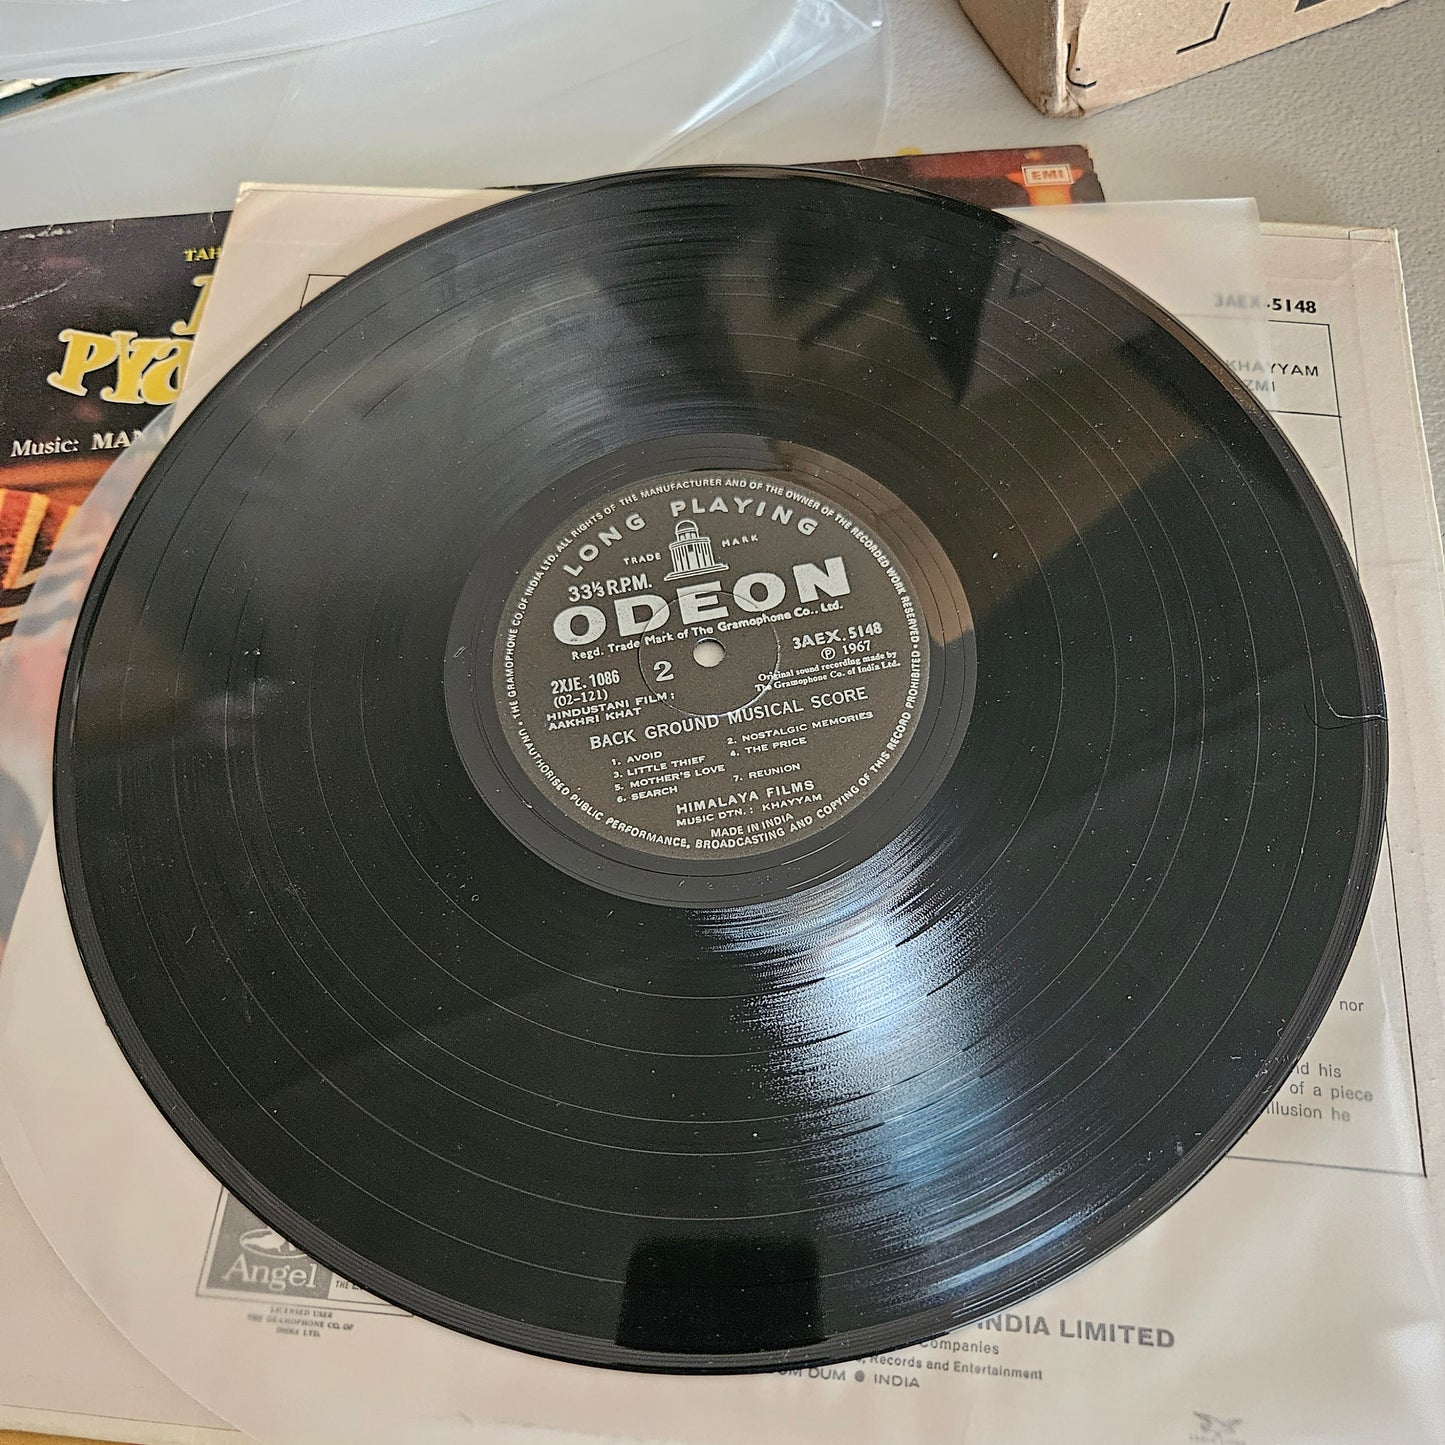 EMI
TAH
PYA
Music: MAN
3AEX-5148
KHAYYAM
ZMI
• THE GRAMOPHONE CO. OF INDIA LTD. ALL RIGHTS OF THE MANUFACTURER AND OF THE OWNER OF THE RECORDED WORK RESERVED •
LONG PLAYING
TRADE MARK
33⅓ R.P.M.
ODEON
Regd. Trade Mark of The Gramophone Co., Ltd.
3AEX. 5148
Ⓟ 1967
2
2XJE. 1086
(02-121)
Original sound recording made by
The Gramophone Co. of India Ltd.
HINDUSTANI FILM :
AAKHRI KHAT
BACK GROUND MUSICAL SCORE
1. AVOID
2. NOSTALGIC MEMORIES
3. LITTLE THIEF
4. THE PRICE
5. MOTHER'S LOVE
6. SEARCH
7. REUNION
HIMALAYA FILMS
MUSIC DTN. : KHAYYAM
MADE IN INDIA
UNAUTHORISED PUBLIC PERFORMANCE, BROADCASTING AND COPYING OF THIS RECORD PROHIBITED
nor
nd his
of a piece
illusion he
Angel
LICENSED USER
THE GRAMOPHONE CO. OF
INDIA LTD.
INDIA LIMITED
Companies
, Records and Entertainment
DUM ● INDIA